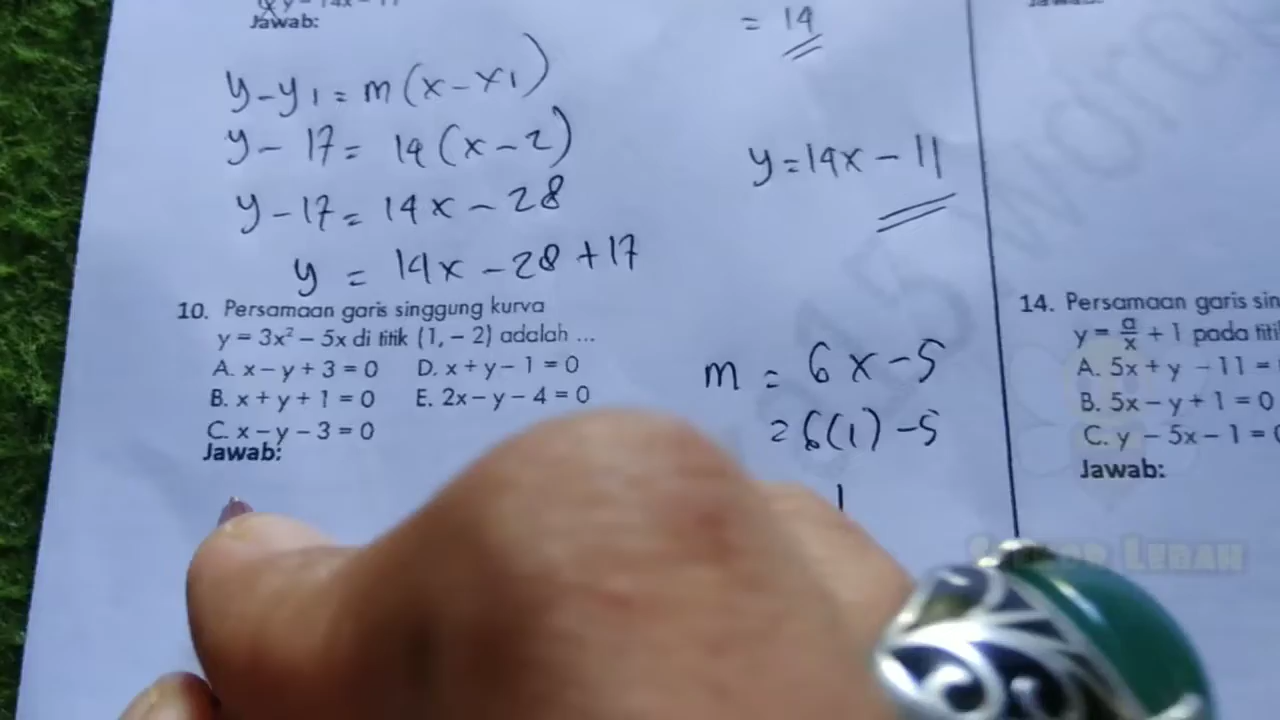 Jawab:
y-y1 = m(x-x1)
y- 17 = 14(x-2)
y-17 = 14x - 28
y = 14x - 28 + 17
= 14
y = 14x - 11
10. Persamaan garis singgung kurva
y = 3x² – 5x di titik (1, – 2) adalah ...
A. x – y + 3 = 0 D. x + y – 1 = 0
B. x + y + 1 = 0 E. 2x – y – 4 = 0
C. x – y – 3 = 0
Jawab:
m = 6x-5
= 6(1) -5
1
14. Persamaan garis
y = a/x + 1 pada
A. 5x + y – 11 =
B. 5x – y + 1 = 0
C. y – 5x – 1 =
Jawab:
LEBAH